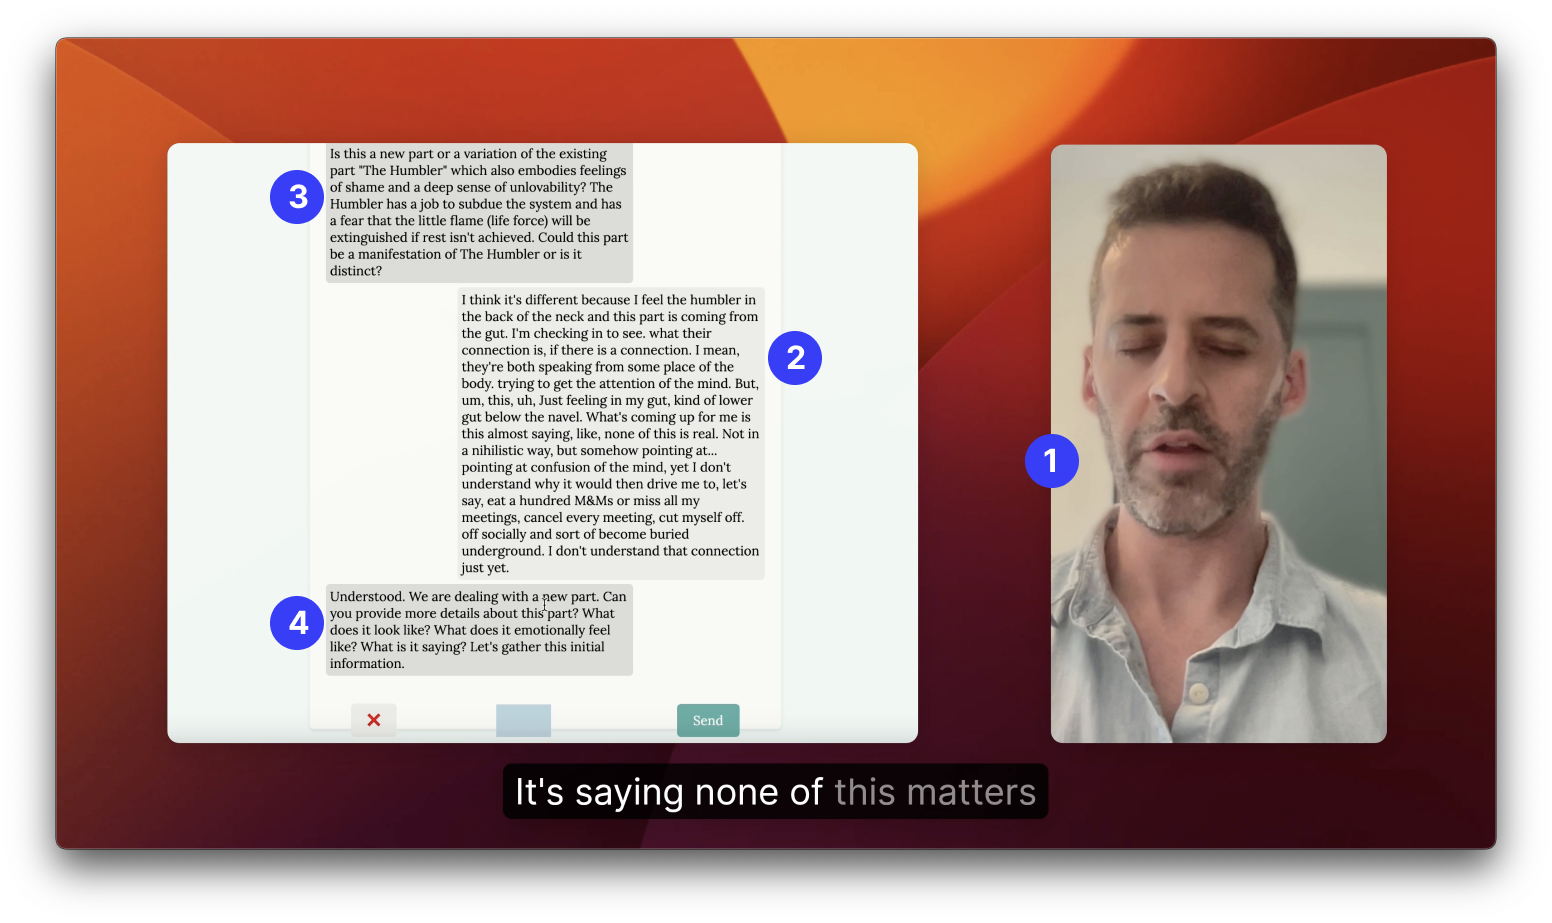 3
Is this a new part or a variation of the existing
part "The Humbler" which also embodies feelings
of shame and a deep sense of unlovability? The
Humbler has a job to subdue the system and has
a fear that the little flame (life force) will be
extinguished if rest isn't achieved. Could this part
be a manifestation of The Humbler or is it
distinct?
2
I think it's different because I feel the humbler in
the back of the neck and this part is coming from
the gut. I'm checking in to see. what their
connection is, if there is a connection. I mean,
they're both speaking from some place of the
body. trying to get the attention of the mind. But,
um, this, uh, Just feeling in my gut, kind of lower
gut below the navel. What's coming up for me is
this almost saying, like, none of this is real. Not in
a nihilistic way, but somehow pointing at...
pointing at confusion of the mind, yet I don't
understand why it would then drive me to, let's
say, eat a hundred M&Ms or miss all my
meetings, cancel every meeting, cut myself off.
off socially and sort of become buried
underground. I don't understand that connection
just yet.
4
Understood. We are dealing with a new part. Can
you provide more details about this part? What
does it look like? What does it emotionally feel
like? What is it saying? Let's gather this initial
information.
Send
1
It's saying none of this matters